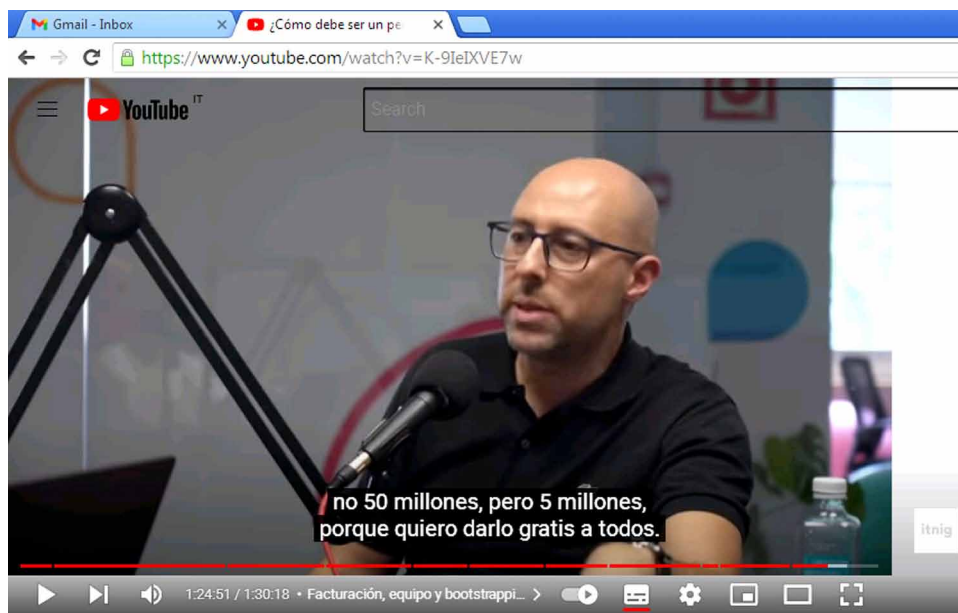 Gmail - Inbox
¿Cómo debe ser un pe
https://www.youtube.com/watch?v=K-9IeIXVE7w
YouTube IT
Search
no 50 millones, pero 5 millones,
porque quiero darlo gratis a todos.
itnig
1:24:51 / 1:30:18 • Facturación, equipo y bootstrappi... >